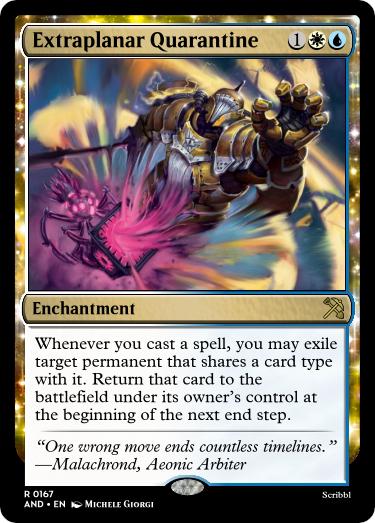 Extraplanar Quarantine 1
Enchantment
Whenever you cast a spell, you may exile
target permanent that shares a card type
with it. Return that card to the
battlefield under its owner's control at
the beginning of the next end step.
“One wrong move ends countless timelines.”
—Malachrond, Aeonic Arbiter
R 0167
Scribbl
AND • EN Michele Giorgi